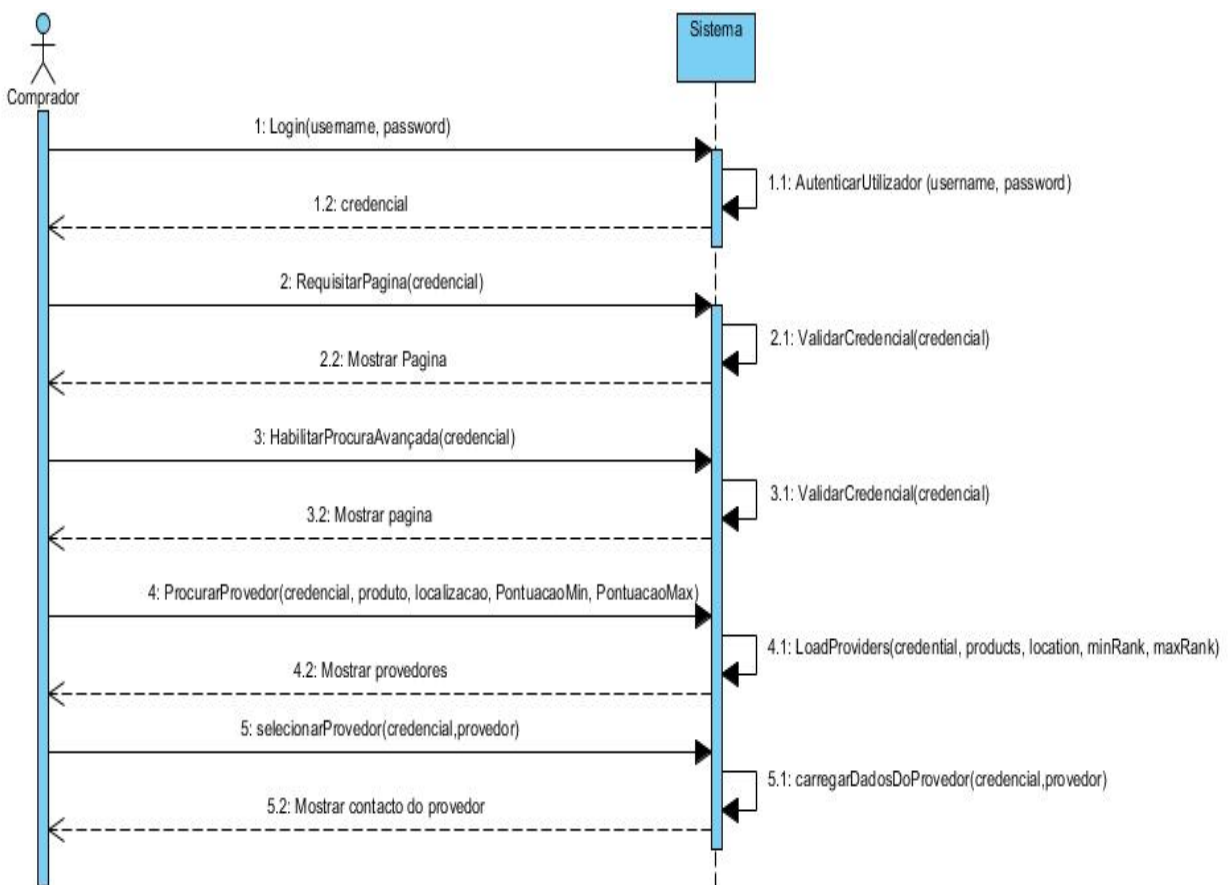 Sistema
Comprador
1: Login(username, password)
1.1: AutenticarUtilizador (username, password)
1.2: credencial
2: RequisitarPagina(credencial)
2.1: ValidarCredencial(credencial)
2.2: Mostrar Pagina
3: HabilitarProcuraAvançada(credencial)
3.1: ValidarCredencial(credencial)
3.2: Mostrar pagina
4: ProcurarProvedor(credencial, produto, localizacao, PontuacaoMin, PontuacaoMax)
4.1: LoadProviders(credential, products, location, minRank, maxRank)
4.2: Mostrar provedores
5: selecionarProvedor(credencial,provedor)
5.1: carregarDadosDoProvedor(credencial,provedor)
5.2: Mostrar contacto do provedor